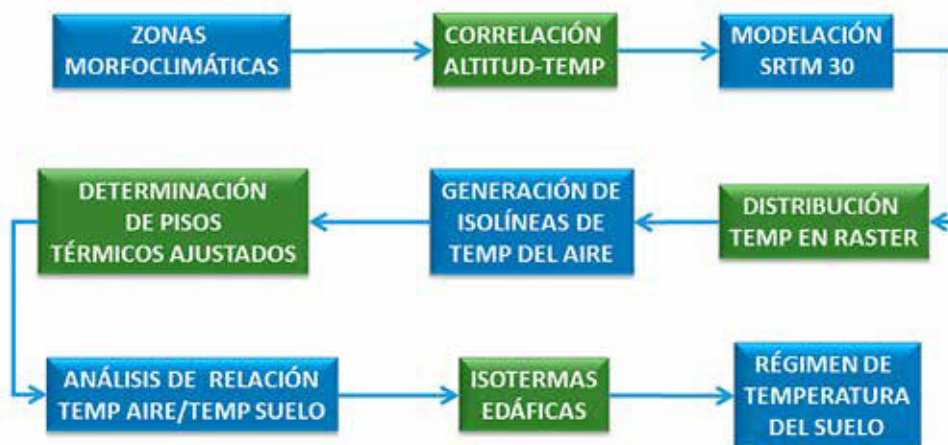 ZONAS
MORFOCLIMÁTICAS
CORRELACIÓN
ALTITUD-TEMP
MODELACIÓN
SRTM 30
DISTRIBUCIÓN
TEMP EN RASTER
GENERACIÓN DE
ISOLÍNEAS DE
TEMP DEL AIRE
DETERMINACIÓN
DE PISOS
TÉRMICOS AJUSTADOS
ANÁLISIS DE RELACIÓN
TEMP AIRE/TEMP SUELO
ISOTERMAS
EDÁFICAS
RÉGIMEN DE
TEMPERATURA
DEL SUELO